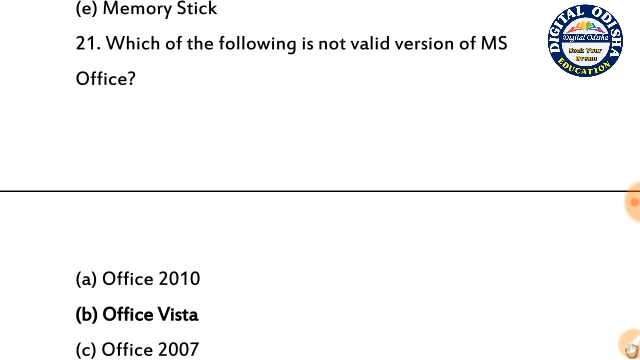 (e) Memory Stick
21. Which of the following is not valid version of MS
Office?
DIGITAL ODISHA
Digital Odisha
Book Your
Dream
EDUCATION
(a) Office 2010
(b) Office Vista
(c) Office 2007